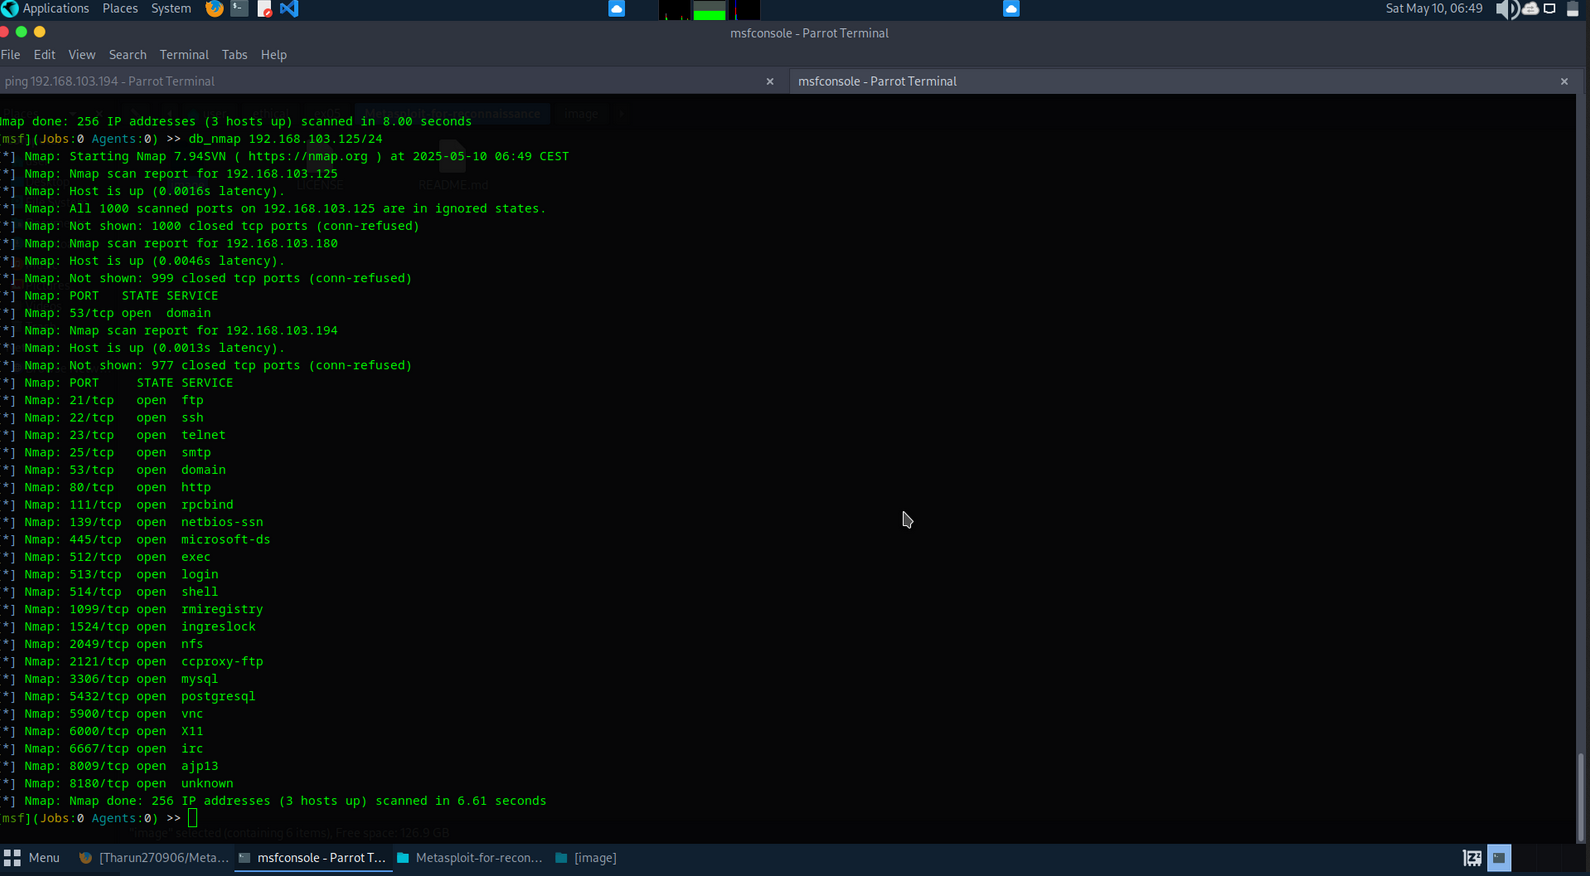 Applications Places System
Sat May 10, 06:49
msfconsole - Parrot Terminal
File Edit View Search Terminal Tabs Help
ping 192.168.103.194 - Parrot Terminal × msfconsole - Parrot Terminal ×
Nmap done: 256 IP addresses (3 hosts up) scanned in 8.00 seconds
[msf](Jobs:0 Agents:0) >> db_nmap 192.168.103.125/24
[*] Nmap: Starting Nmap 7.94SVN ( https://nmap.org ) at 2025-05-10 06:49 CEST
[*] Nmap: Nmap scan report for 192.168.103.125
LICENSE README.md
[*] Nmap: Host is up (0.0016s latency).
[*] Nmap: All 1000 scanned ports on 192.168.103.125 are in ignored states.
[*] Nmap: Not shown: 1000 closed tcp ports (conn-refused)
[*] Nmap: Nmap scan report for 192.168.103.180
[*] Nmap: Host is up (0.0046s latency).
[*] Nmap: Not shown: 999 closed tcp ports (conn-refused)
[*] Nmap: PORT   STATE SERVICE
[*] Nmap: 53/tcp open  domain
[*] Nmap: Nmap scan report for 192.168.103.194
[*] Nmap: Host is up (0.0013s latency).
[*] Nmap: Not shown: 977 closed tcp ports (conn-refused)
[*] Nmap: PORT     STATE SERVICE
[*] Nmap: 21/tcp   open  ftp
[*] Nmap: 22/tcp   open  ssh
[*] Nmap: 23/tcp   open  telnet
[*] Nmap: 25/tcp   open  smtp
[*] Nmap: 53/tcp   open  domain
[*] Nmap: 80/tcp   open  http
[*] Nmap: 111/tcp  open  rpcbind
[*] Nmap: 139/tcp  open  netbios-ssn
[*] Nmap: 445/tcp  open  microsoft-ds
[*] Nmap: 512/tcp  open  exec
[*] Nmap: 513/tcp  open  login
[*] Nmap: 514/tcp  open  shell
[*] Nmap: 1099/tcp open  rmiregistry
[*] Nmap: 1524/tcp open  ingreslock
[*] Nmap: 2049/tcp open  nfs
[*] Nmap: 2121/tcp open  ccproxy-ftp
[*] Nmap: 3306/tcp open  mysql
[*] Nmap: 5432/tcp open  postgresql
[*] Nmap: 5900/tcp open  vnc
[*] Nmap: 6000/tcp open  X11
[*] Nmap: 6667/tcp open  irc
[*] Nmap: 8009/tcp open  ajp13
[*] Nmap: 8180/tcp open  unknown
[*] Nmap: Nmap done: 256 IP addresses (3 hosts up) scanned in 6.61 seconds
[msf](Jobs:0 Agents:0) >>
"image" selected (containing 6 items), Free space: 126.9 GB
Menu [Tharun270906/Meta... msfconsole - Parrot T... Metasploit-for-recon... [image]